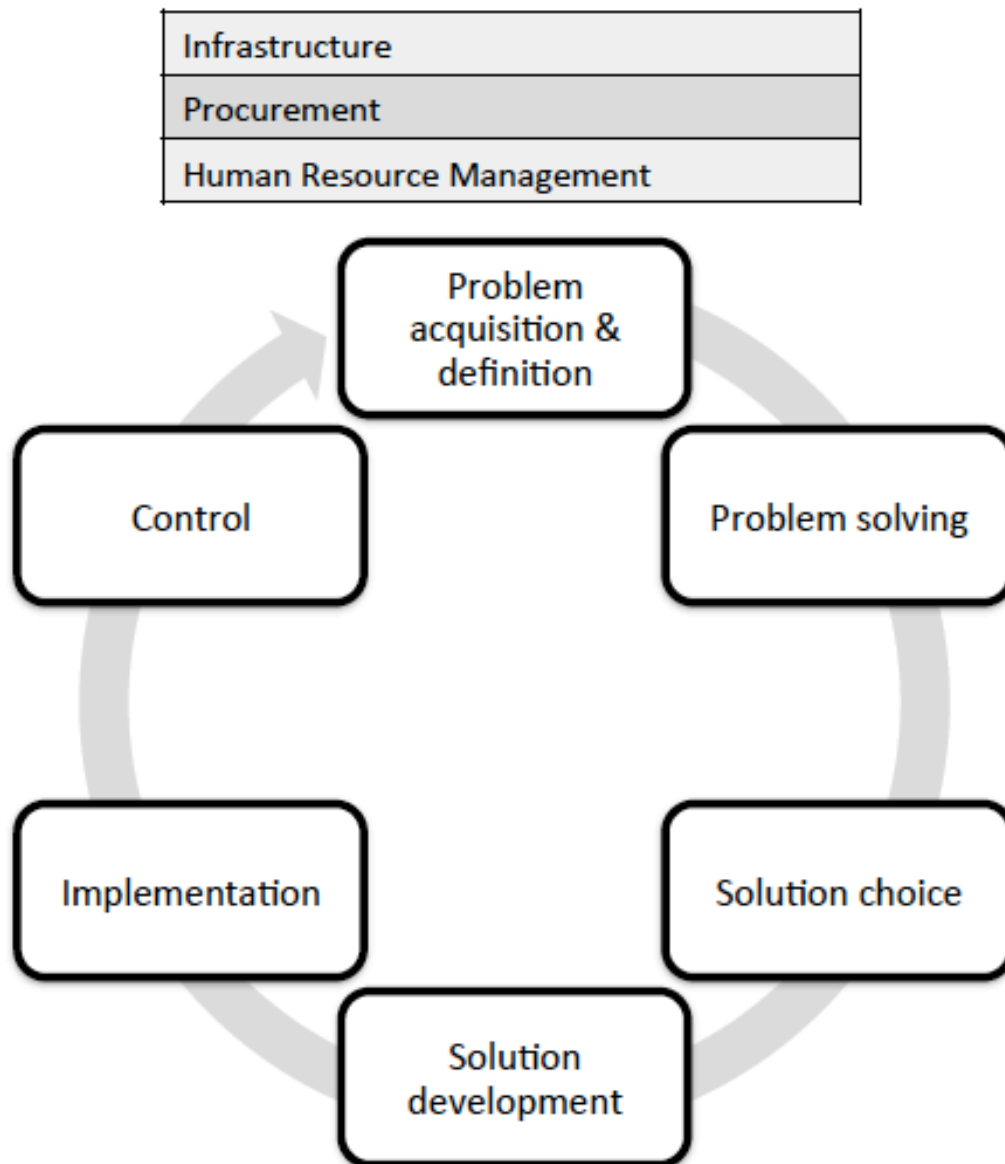 Infrastructure
Procurement
Human Resource Management
Problem
acquisition &
definition
Problem solving
Solution choice
Solution
development
Implementation
Control